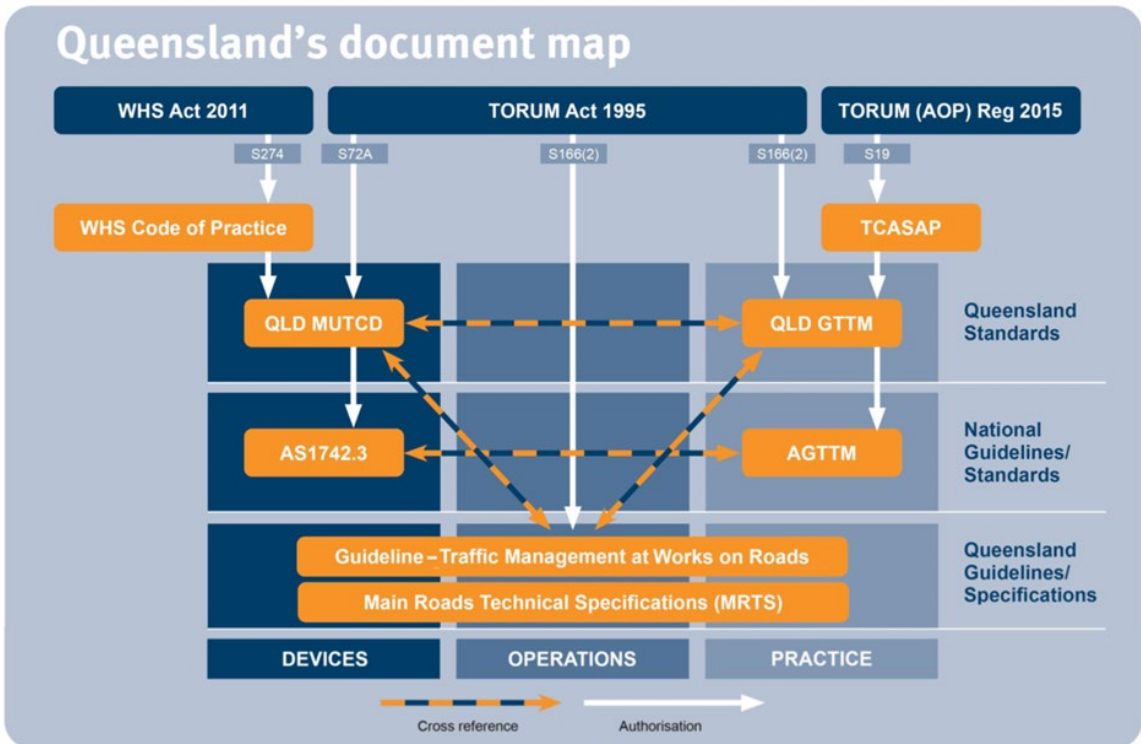 Queensland's document map
WHS Act 2011
TORUM Act 1995
TORUM (AOP) Reg 2015
S274
S72A
S166(2)
S166(2)
S19
WHS Code of Practice
TCASAP
QLD MUTCD
QLD GTTM
Queensland
Standards
AS1742.3
AGTTM
National
Guidelines/
Standards
Guideline – Traffic Management at Works on Roads
Main Roads Technical Specifications (MRTS)
Queensland
Guidelines/
Specifications
DEVICES
OPERATIONS
PRACTICE
Cross reference
Authorisation